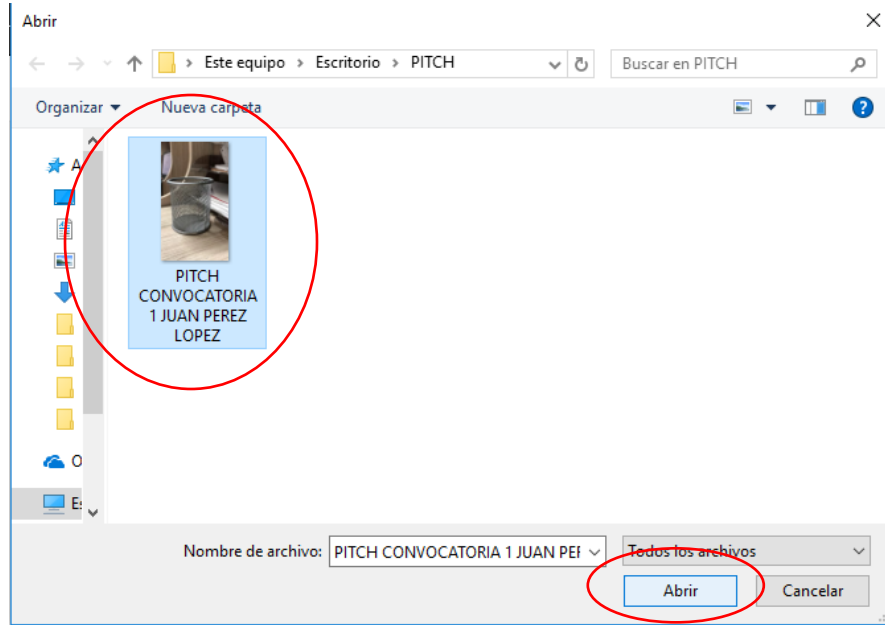 Abrir
Este equipo > Escritorio > PITCH
Buscar en PITCH
Organizar
Nueva carpeta
A
PITCH
CONVOCATORIA
1 JUAN PEREZ
LOPEZ
O
Es
Nombre de archivo: PITCH CONVOCATORIA 1 JUAN PER
Todos los archivos
Abrir
Cancelar